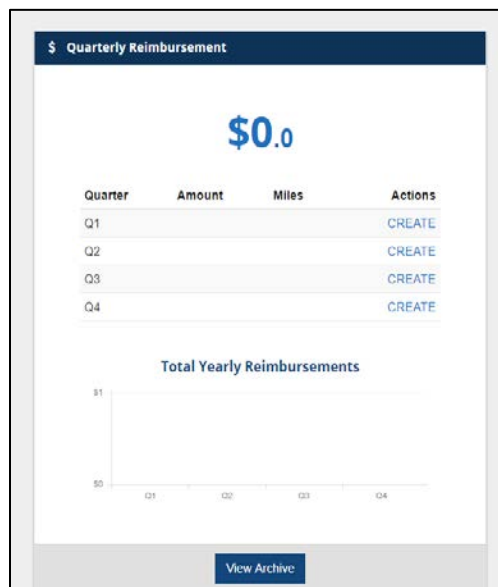 $ Quarterly Reimbursement
$0.0
Quarter Amount Miles Actions
Q1 CREATE
Q2 CREATE
Q3 CREATE
Q4 CREATE
Total Yearly Reimbursements
$1
$0
Q1 Q2 Q3 Q4
View Archive